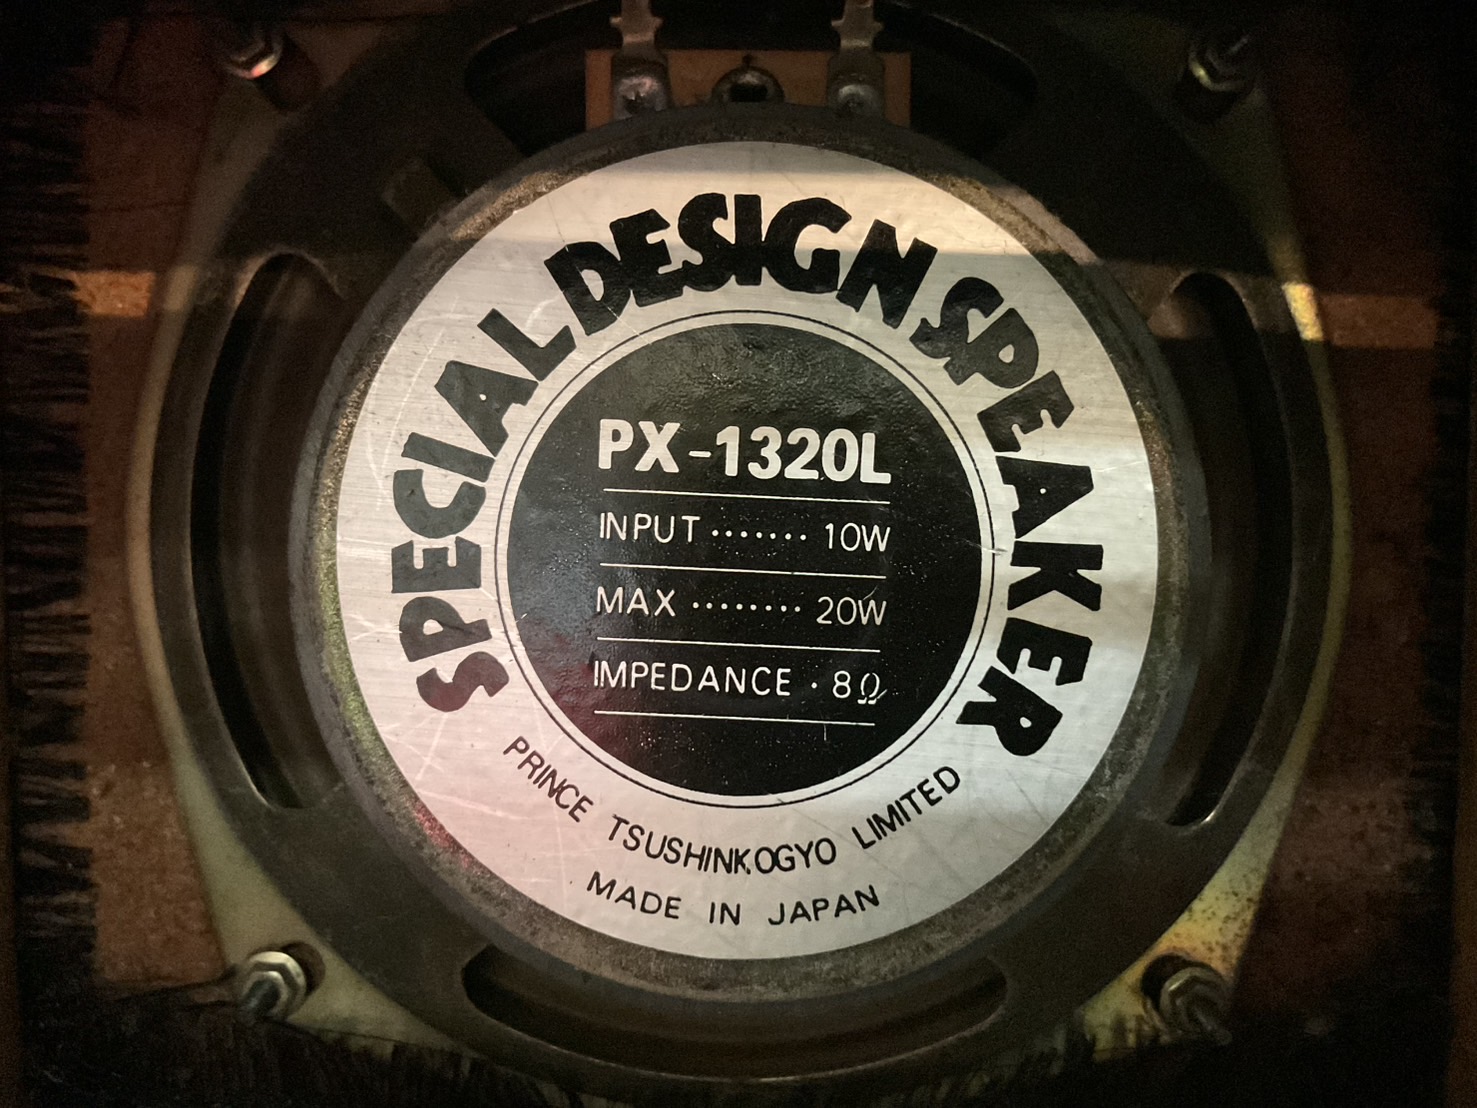 SPECIAL DESIGN SPEAKER
PX-1320L
INPUT ······· 10W
MAX ········ 20W
IMPEDANCE · 8Ω
PRINCE TSUSHINKOGYO LIMITED
MADE IN JAPAN